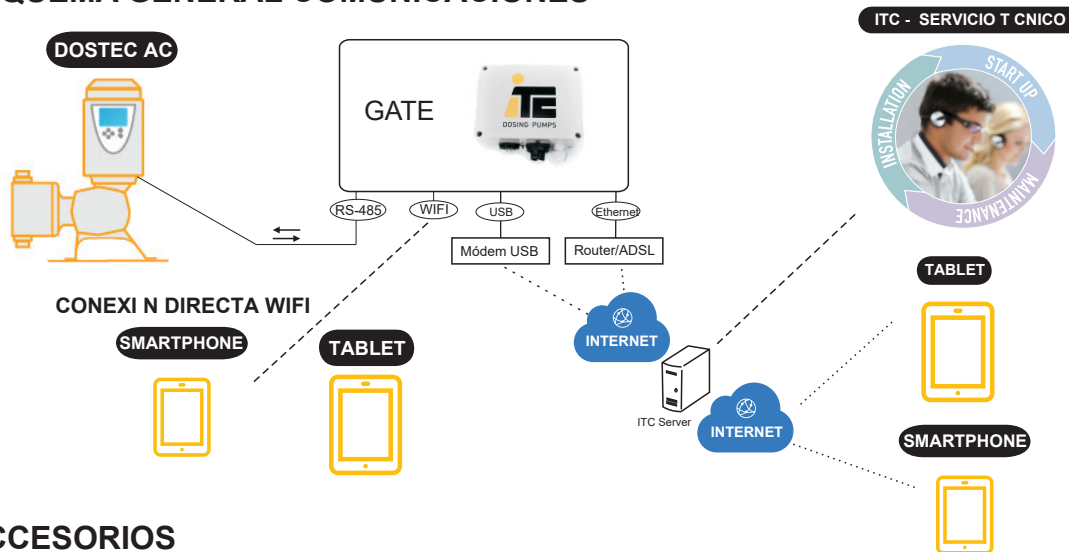 QUEMA GENERAL COMUNICACIONES
ITC - SERVICIO T CNICO
DOSTEC AC
GATE
iTC
DOSING PUMPS
START UP
INSTALLATION
MAINTENANCE
RS-485
WIFI
USB
Ethernet
Módem USB
Router/ADSL
TABLET
CONEXI N DIRECTA WIFI
SMARTPHONE
TABLET
INTERNET
ITC Server
INTERNET
SMARTPHONE
CCESORIOS